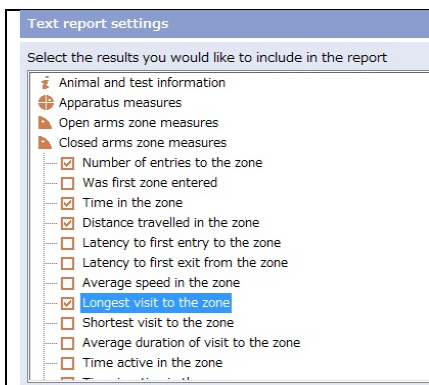 Text report settings
Select the results you would like to include in the report
Animal and test information
Apparatus measures
Open arms zone measures
Closed arms zone measures
Number of entries to the zone
Was first zone entered
Time in the zone
Distance travelled in the zone
Latency to first entry to the zone
Latency to first exit from the zone
Average speed in the zone
Longest visit to the zone
Shortest visit to the zone
Average duration of visit to the zone
Time active in the zone